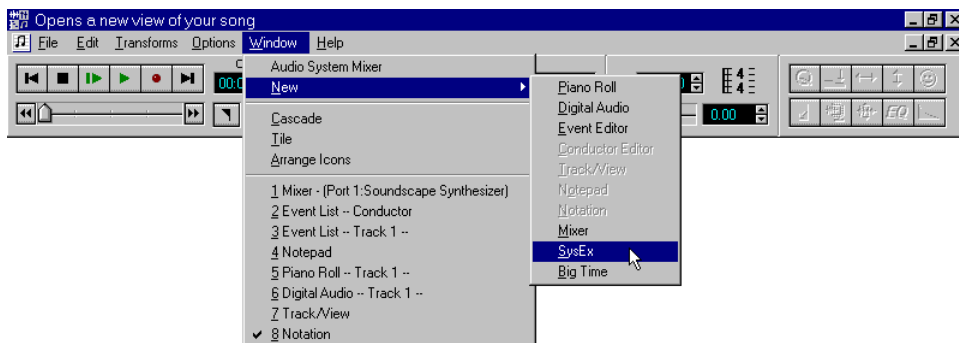 Opens a new view of your song
File Edit Transforms Options Window Help
Audio System Mixer
New
Cascade
Tile
Arrange Icons
1 Mixer - (Port 1:Soundscape Synthesizer)
2 Event List -- Conductor
3 Event List -- Track 1 --
4 Notepad
5 Piano Roll -- Track 1 --
6 Digital Audio -- Track 1 --
7 Track/View
8 Notation
Piano Roll
Digital Audio
Event Editor
Conductor Editor
Track/View
Notepad
Notation
Mixer
SysEx
Big Time
4
4
0.00
EQ